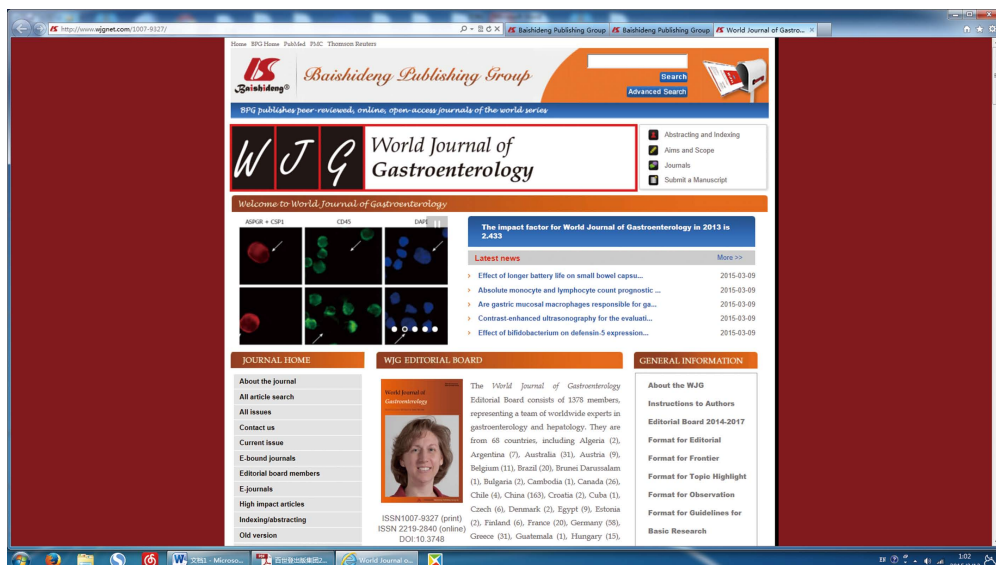 http://www.wjgnet.com/1007-9327/
Baishideng Publishing Group
Baishideng Publishing Group
World Journal of Gastro...
Home BPG Home PubMed PMC Thomson Reuters
Baishideng®
Baishideng Publishing Group
Search
Advanced Search
BPG publishes peer-reviewed, online, open-access journals of the world series
WJG
World Journal of
Gastroenterology
Abstracting and Indexing
Aims and Scope
Journals
Submit a Manuscript
Welcome to World Journal of Gastroenterology
ASPGR + CSP1
CD45
DAPI
The impact factor for World Journal of Gastroenterology in 2013 is
2.433
Latest news
More >>
Effect of longer battery life on small bowel capsu... 2015-03-09
Absolute monocyte and lymphocyte count prognostic ... 2015-03-09
Are gastric mucosal macrophages responsible for ga... 2015-03-09
Contrast-enhanced ultrasonography for the evaluati... 2015-03-09
Effect of bifidobacterium on defensin-5 expression... 2015-03-09
JOURNAL HOME
About the journal
All article search
All issues
Contact us
Current issue
E-bound journals
Editorial board members
E-journals
High impact articles
Indexing/abstracting
Old version
WJG EDITORIAL BOARD
World Journal of
Gastroenterology
ISSN1007-9327 (print)
ISSN 2219-2840 (online)
DOI:10.3748
The World Journal of Gastroenterology
Editorial Board consists of 1378 members,
representing a team of worldwide experts in
gastroenterology and hepatology. They are
from 68 countries, including Algeria (2),
Argentina (7), Australia (31), Austria (9),
Belgium (11), Brazil (20), Brunei Darussalam
(1), Bulgaria (2), Cambodia (1), Canada (26),
Chile (4), China (163), Croatia (2), Cuba (1),
Czech (6), Denmark (2), Egypt (9), Estonia
(2), Finland (6), France (20), Germany (58),
Greece (31), Guatemala (1), Hungary (15),
GENERAL INFORMATION
About the WJG
Instructions to Authors
Editorial Board 2014-2017
Format for Editorial
Format for Frontier
Format for Topic Highlight
Format for Observation
Format for Guidelines for
Basic Research
文档1 - Microso...
百世登出版集团2...
World Journal o...
1:02